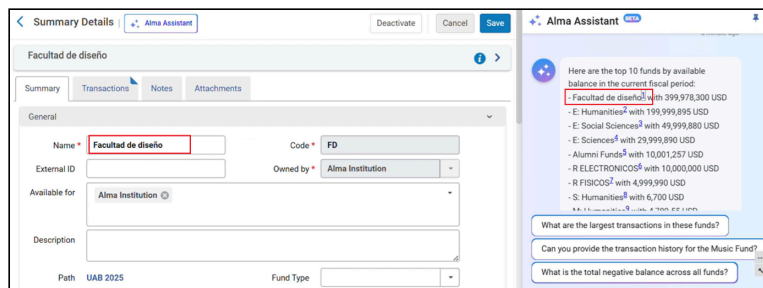 Summary Details
Alma Assistant
Deactivate
Cancel
Save
Facultad de diseño
Summary
Transactions
Notes
Attachments
General
Name * Facultad de diseño
Code * FD
External ID
Owned by * Alma Institution
Available for
Alma Institution
Description
Path UAB 2025
Fund Type
Alma Assistant BETA
Here are the top 10 funds by available
balance in the current fiscal period:
- Facultad de diseño1 with 399,978,300 USD
- E: Humanities2 with 199,999,895 USD
- E: Social Sciences3 with 49,999,880 USD
- E: Sciences4 with 29,999,890 USD
- Alumni Funds5 with 10,001,257 USD
- R ELECTRONICOS6 with 10,000,000 USD
- R FISICOS7 with 4,999,990 USD
- S: Humanities8 with 6,700 USD
What are the largest transactions in these funds?
Can you provide the transaction history for the Music Fund?
What is the total negative balance across all funds?